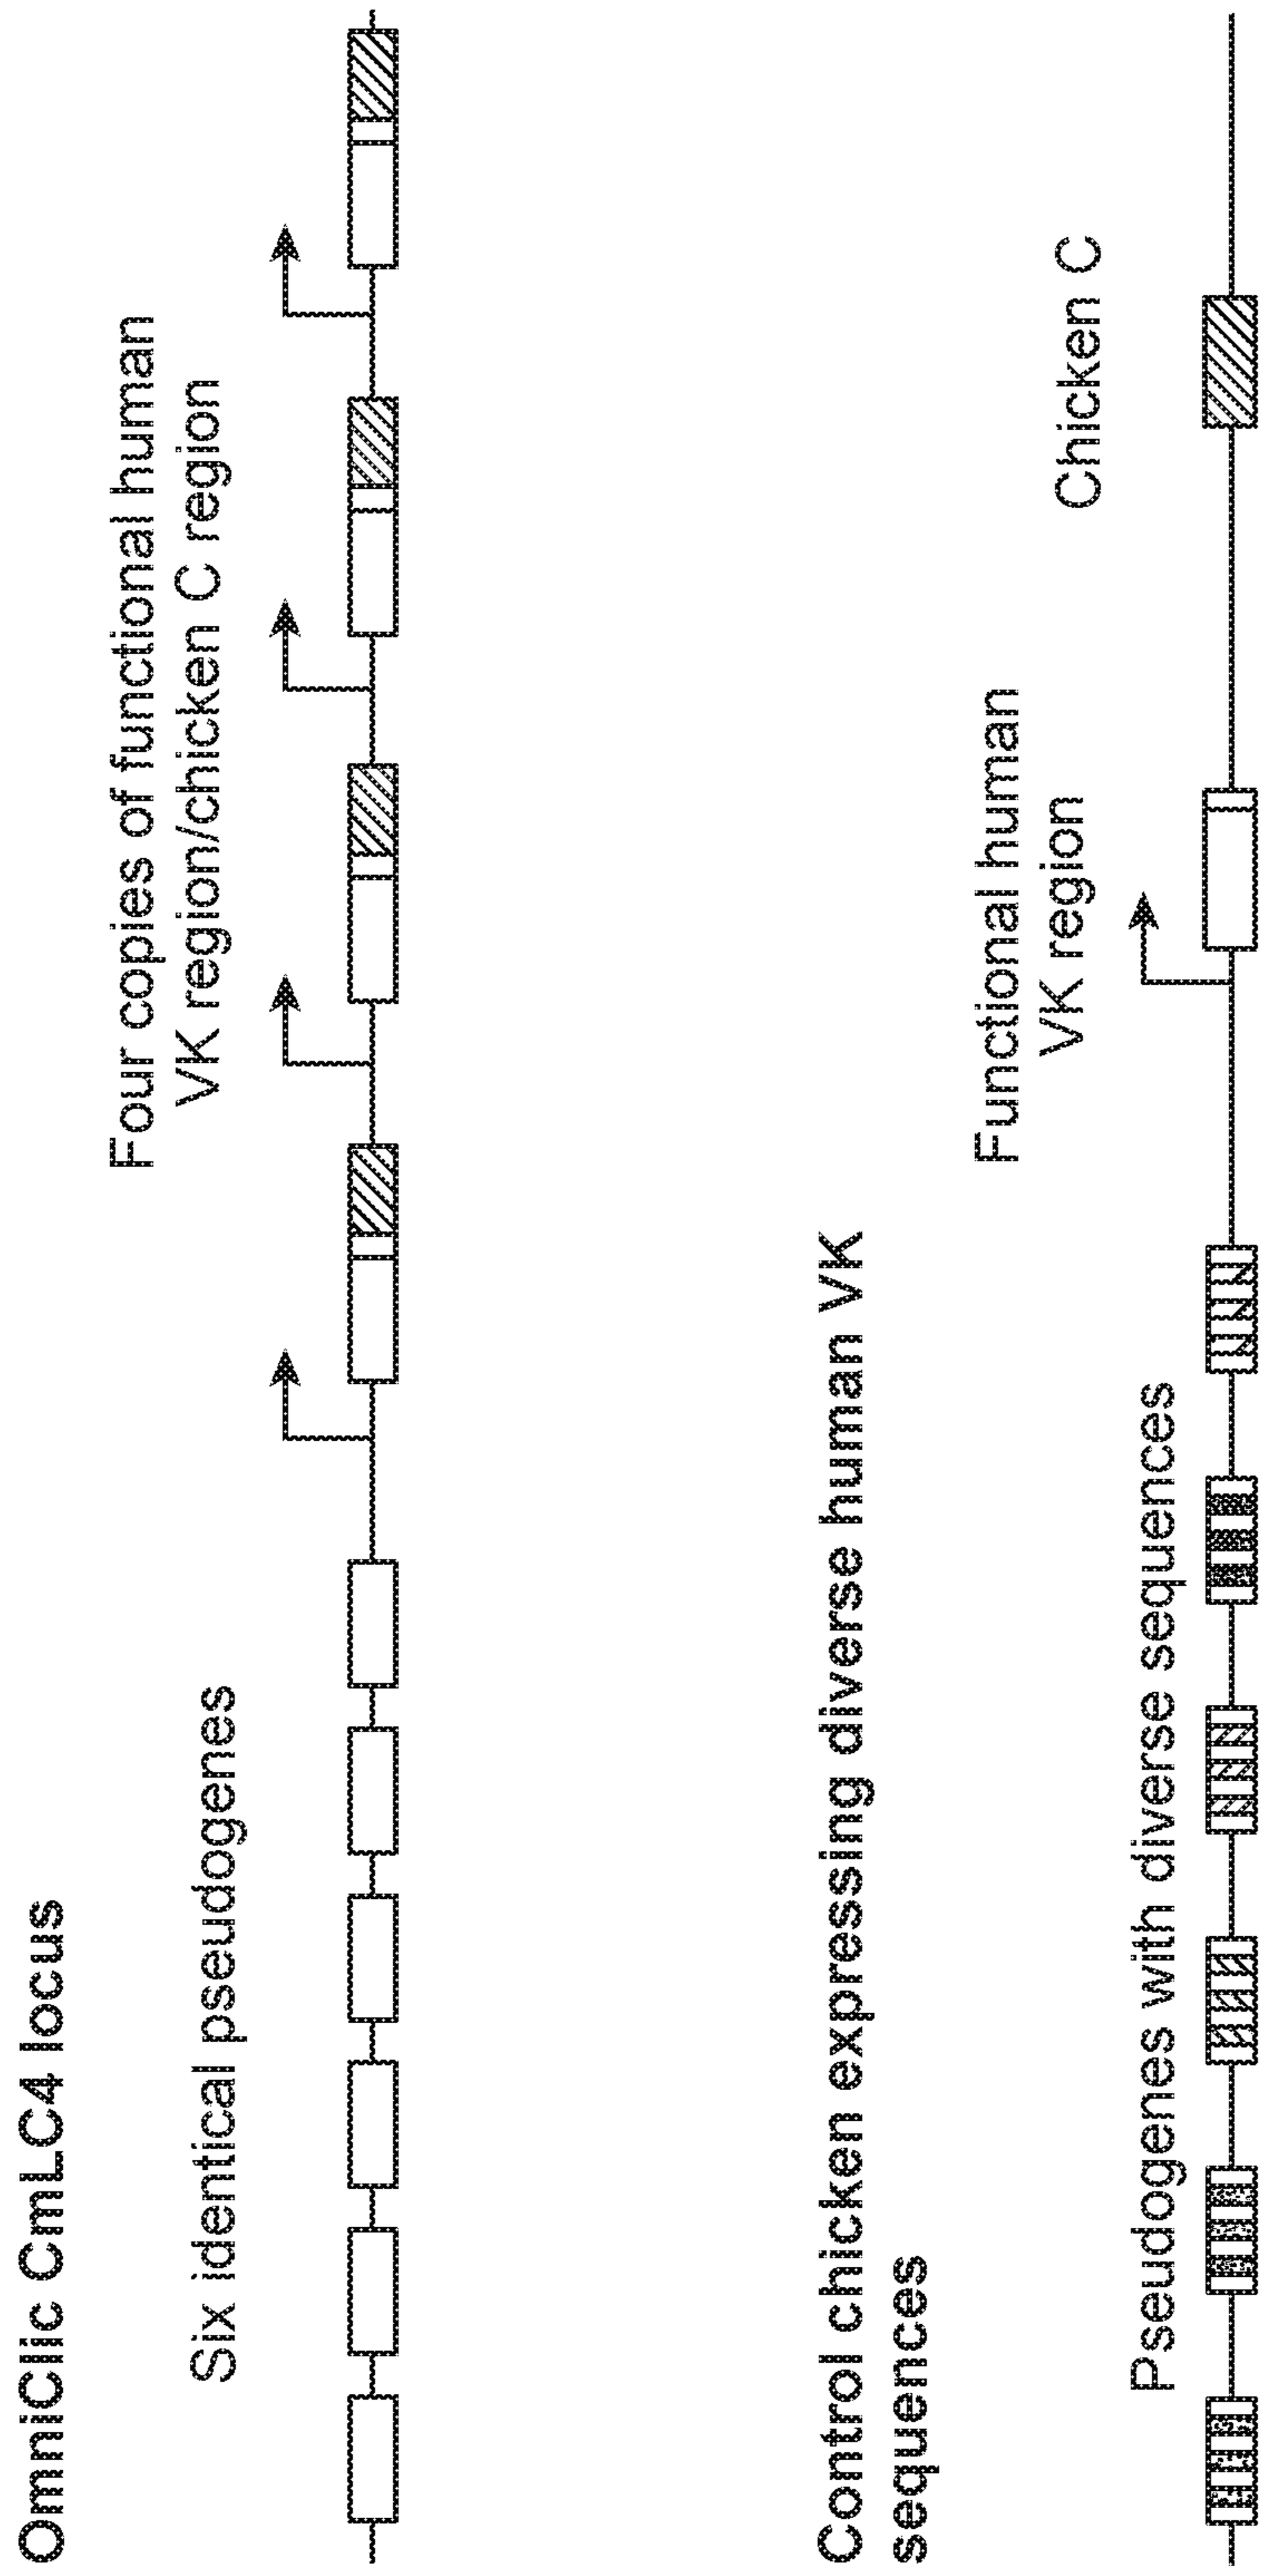 OmniClic CmLC4 locus
Six identical pseudogenes
Four copies of functional human
VK region/chicken C region
Control chicken expressing diverse human VK
sequences
Pseudogenes with diverse sequences
Functional human
VK region
Chicken C